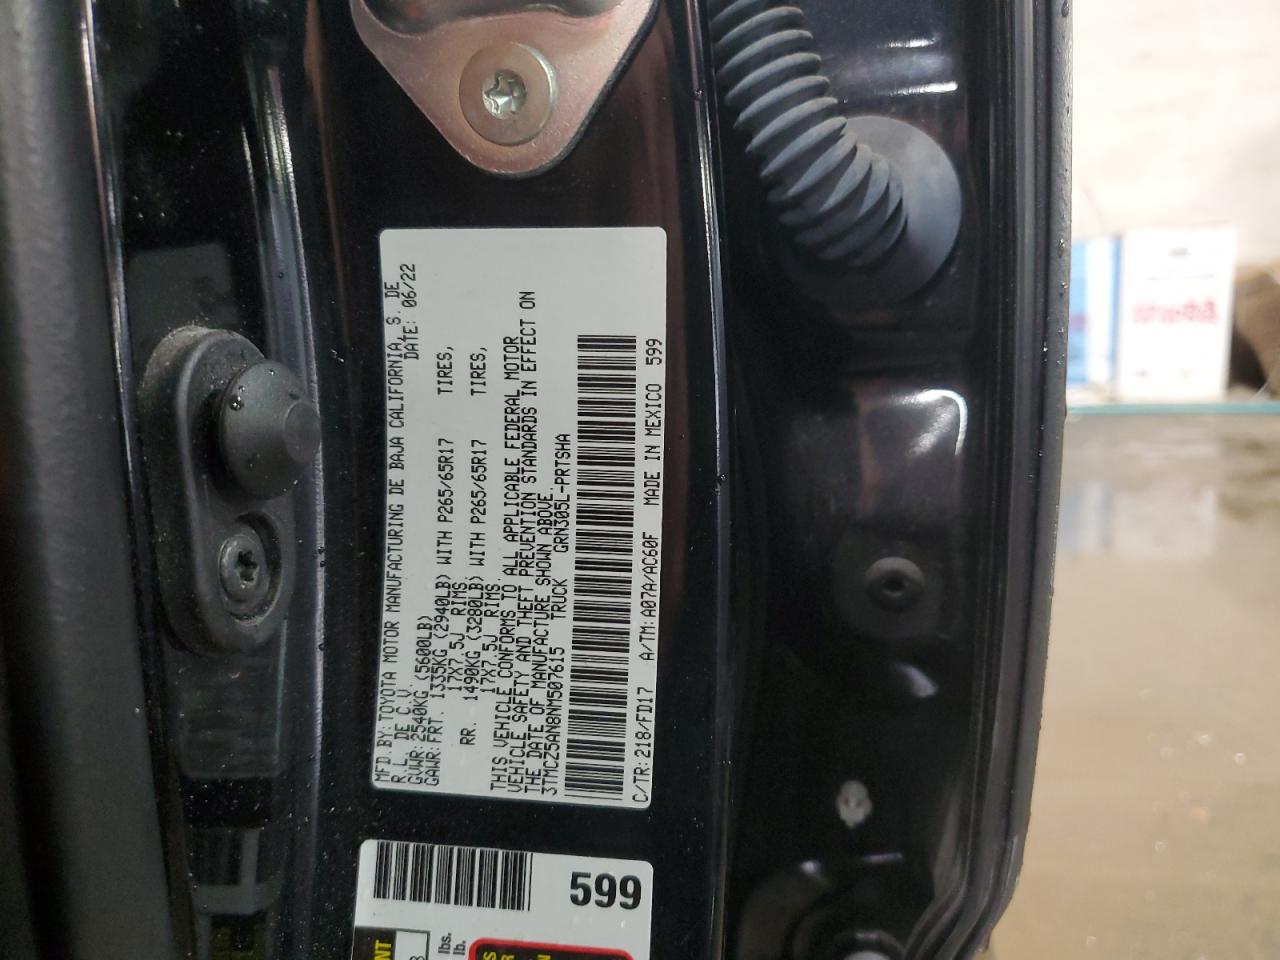 MFD.BY: TOYOTA MOTOR MANUFACTURING DE BAJA CALIFORNIA, S. DE
R.L. DE C.V. DATE: 06/22
GVWR: 2540KG (5600LB)
GAWR: FRT. 1335KG (2940LB) WITH P265/65R17 TIRES,
17X7.5J RIMS.
RR. 1490KG (3280LB) WITH P265/65R17 TIRES,
17X7.5J RIMS.
THIS VEHICLE CONFORMS TO ALL APPLICABLE FEDERAL MOTOR
VEHICLE SAFETY AND THEFT PREVENTION STANDARDS IN EFFECT ON
THE DATE OF MANUFACTURE SHOWN ABOVE.
3TMCZ5AN8NM507615 TRUCK GRN305L-PRTSHA
C/TR: 218/FD17 A/TM: A07A/AC60F MADE IN MEXICO 599
599
lbs.
lb.